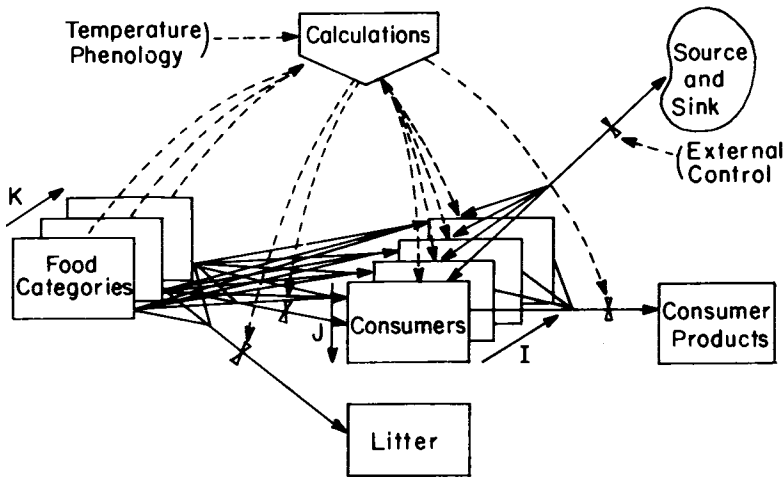 Temperature
Phenology
Calculations
Source
and
Sink
External
Control
K
Food
Categories
J
Consumers
I
Consumer
Products
Litter